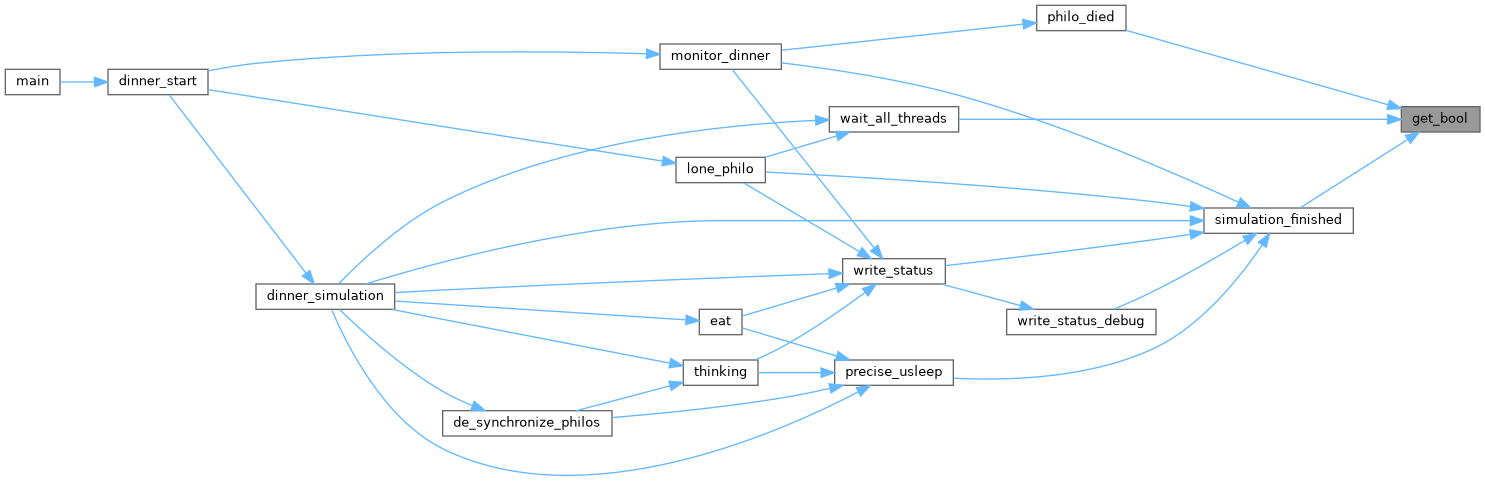 philo_died
monitor_dinner
main
dinner_start
wait_all_threads
get_bool
lone_philo
simulation_finished
write_status
dinner_simulation
eat
write_status_debug
thinking
precise_usleep
de_synchronize_philos